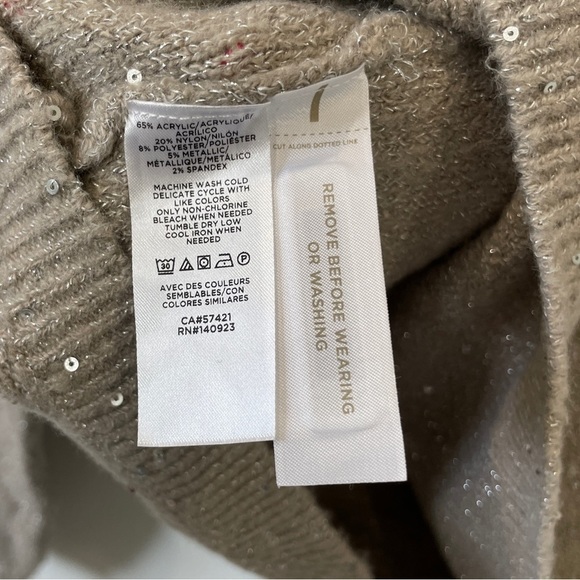 65% ACRYLIC/ACRYLIQUE/
ACRÍLICO
20% NYLON/NILÓN
8% POLYESTER/POLIÉSTER
5% METALLIC/
MÉTALLIQUE/METÁLICO
2% SPANDEX
MACHINE WASH COLD
DELICATE CYCLE WITH
LIKE COLORS
ONLY NON-CHLORINE
BLEACH WHEN NEEDED
TUMBLE DRY LOW
COOL IRON WHEN
NEEDED
30
AVEC DES COULEURS
SEMBLABLES/CON
COLORES SIMILARES
CA#57421
RN#140923
CUT ALONG DOTTED LINE
REMOVE BEFORE WEARING
OR WASHING